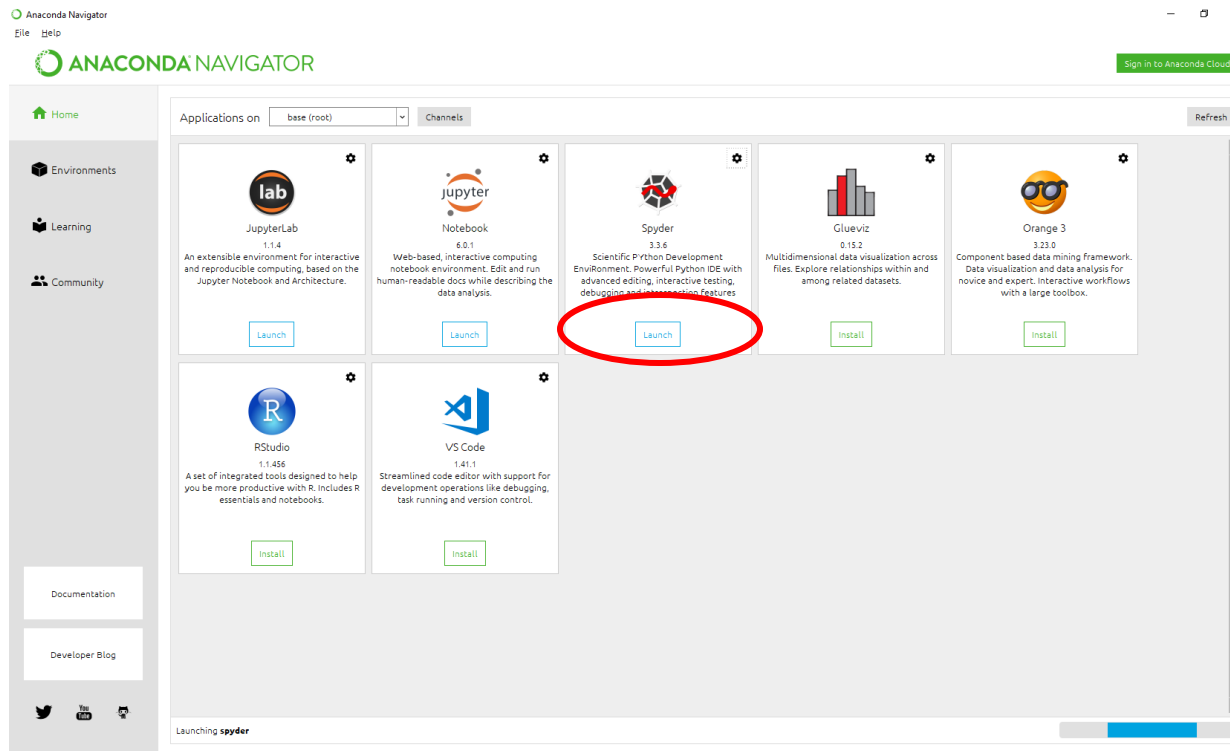 Anaconda Navigator
File Help
ANACONDA NAVIGATOR
Sign in to Anaconda Cloud
Home
Environments
Learning
Community
Documentation
Developer Blog
You
Tube
Applications on base (root) Channels
Refresh
lab
JupyterLab
1.1.4
An extensible environment for interactive
and reproducible computing, based on the
Jupyter Notebook and Architecture.
Launch
jupyter
Notebook
6.0.1
Web-based, interactive computing
notebook environment. Edit and run
human-readable docs while describing the
data analysis.
Launch
Spyder
3.3.6
Scientific PYthon Development
EnviRonment. Powerful Python IDE with
advanced editing, interactive testing,
debugging and introspection features
Launch
Glueviz
0.15.2
Multidimensional data visualization across
files. Explore relationships within and
among related datasets.
Install
Orange 3
3.23.0
Component based data mining framework.
Data visualization and data analysis for
novice and expert. Interactive workflows
with a large toolbox.
Install
R
RStudio
1.1.456
A set of integrated tools designed to help
you be more productive with R. Includes R
essentials and notebooks.
Install
VS Code
1.41.1
Streamlined code editor with support for
development operations like debugging,
task running and version control.
Install
Launching spyder